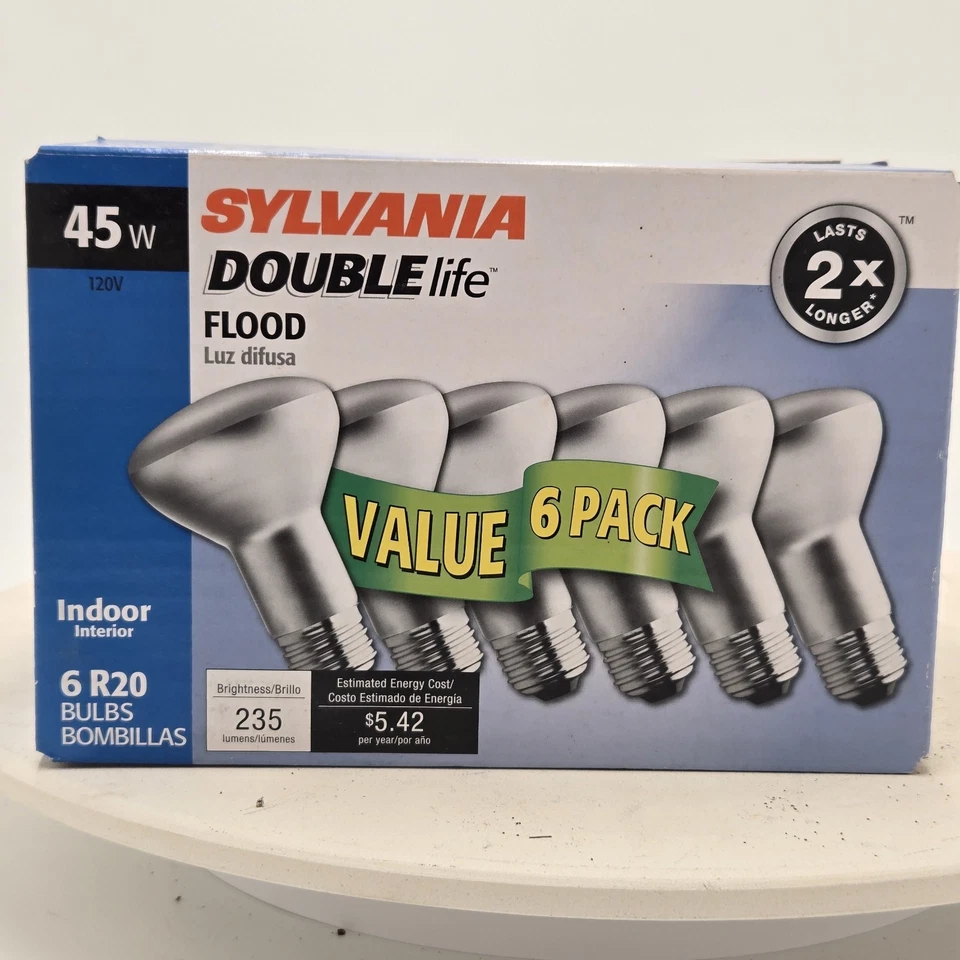 45 W
120V
SYLVANIA
DOUBLE life™
FLOOD
Luz difusa
LASTS
2x
LONGER*
™
VALUE 6 PACK
Indoor
Interior
6 R20
BULBS
BOMBILLAS
Brightness/Brillo
235
lumens/lúmenes
Estimated Energy Cost/
Costo Estimado de Energía
$5.42
per year/por año